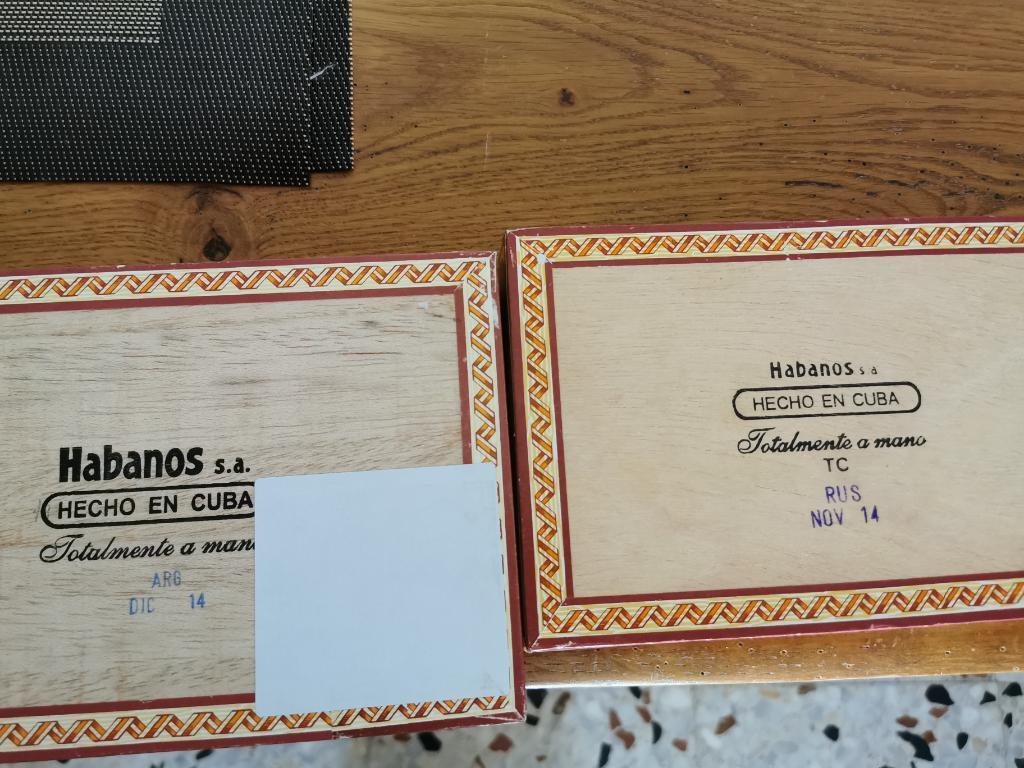 Habanos s.a.
HECHO EN CUBA
Totalmente a man
ARG
DIC 14
Habanos s a
HECHO EN CUBA
Totalmente a mano
TC
RUS
NOV 14